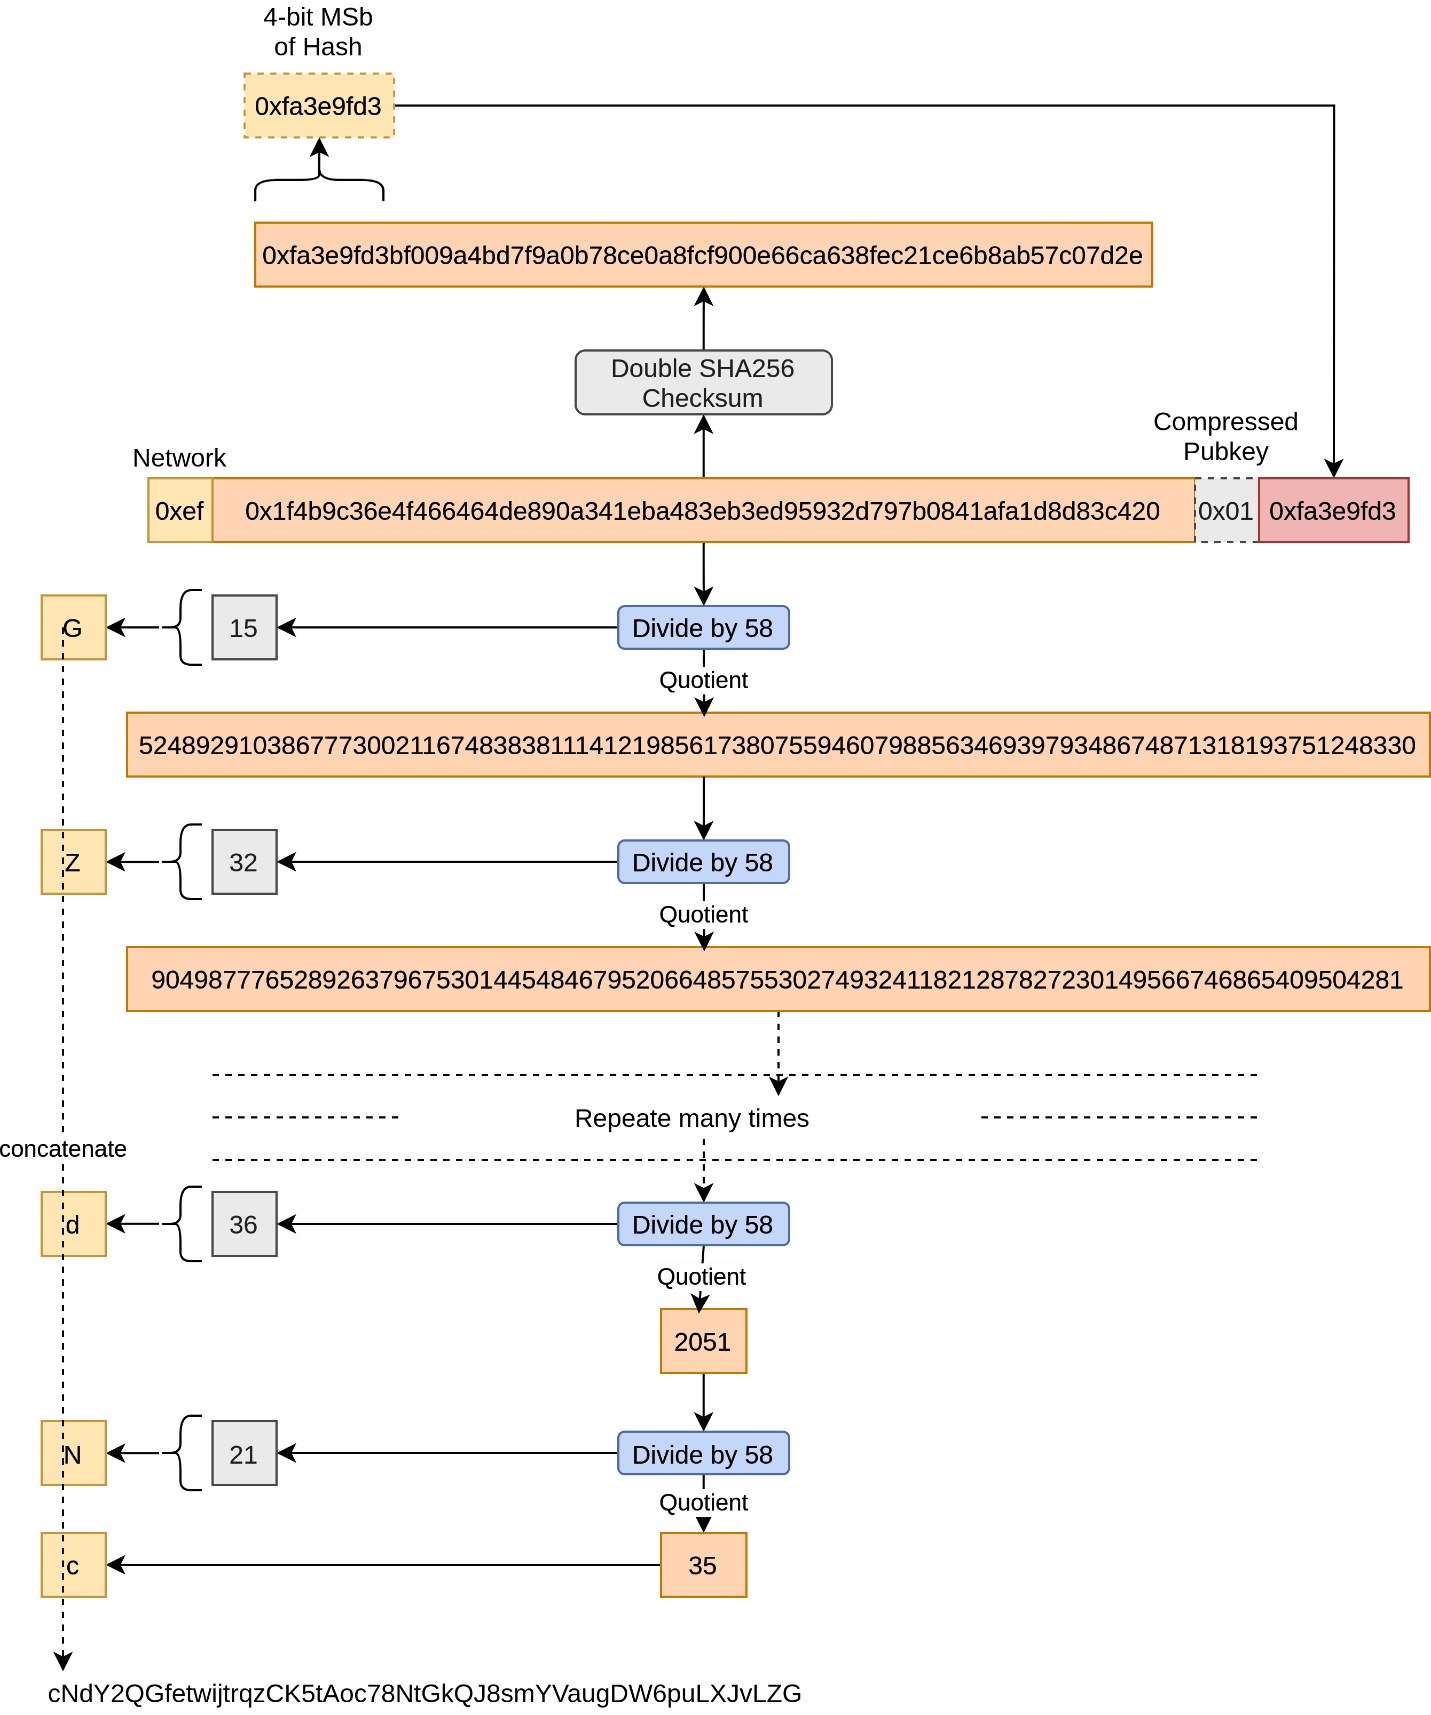 4-bit MSb
of Hash
0xfa3e9fd3
0xfa3e9fd3bf009a4bd7f9a0b78ce0a8fcf900e66ca638fec21ce6b8ab57c07d2e
Double SHA256
Checksum
Compressed
Pubkey
Network
0xef
0x1f4b9c36e4f466464de890a341eba483eb3ed95932d797b0841afa1d8d83c420
0x01
0xfa3e9fd3
G
15
Divide by 58
Quotient
5248929103867773002116748383811141219856173807559460798856346939793486748713181937512​48330
Z
32
Divide by 58
Quotient
9049877765289263796753014454846795206648575530274932411821287827230149566746865409504281
Repeate many times
concatenate
d
36
Divide by 58
Quotient
2051
N
21
Divide by 58
Quotient
c
35
cNdY2QGfetwijtrqzCK5tAoc78NtGkQJ8smYVaugDW6puLXJvLZG